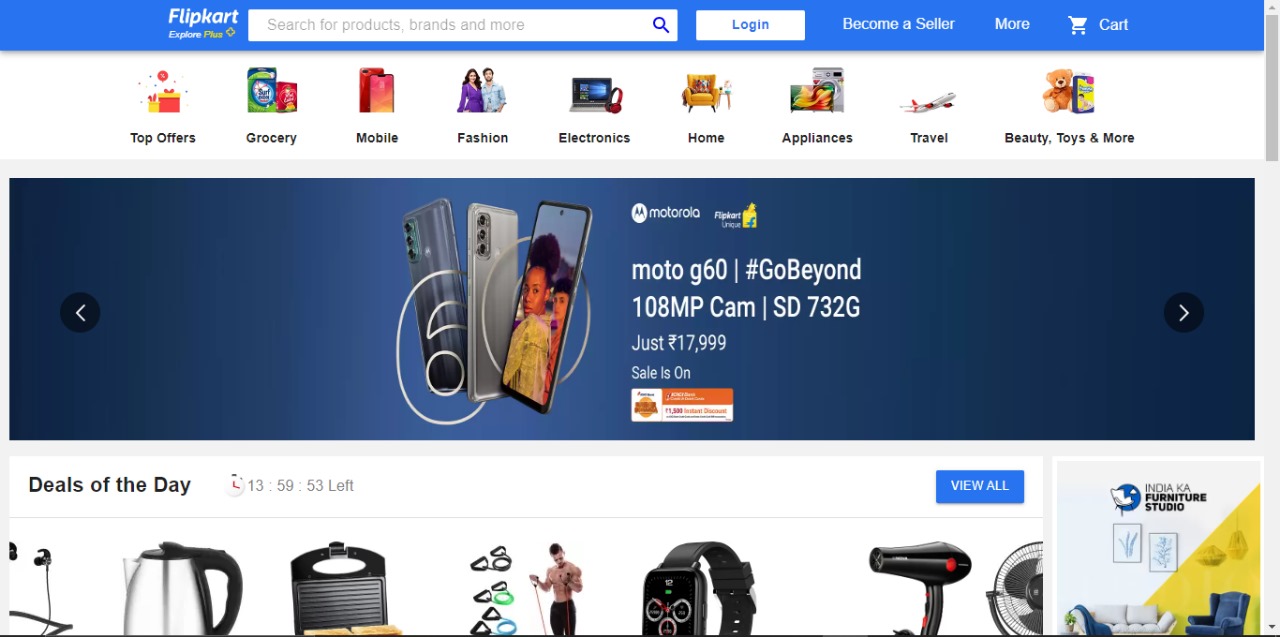 Flipkart
Explore Plus
Search for products, brands and more
Login
Become a Seller
More
Cart
Top Offers
Grocery
Mobile
Fashion
Electronics
Home
Appliances
Travel
Beauty, Toys & More
motorola
Flipkart
Unique
moto g60 | #GoBeyond
108MP Cam | SD 732G
Just ₹17,999
Sale Is On
₹1,500 Instant Discount
Deals of the Day
13 : 59 : 53 Left
VIEW ALL
INDIA KA
FURNITURE
STUDIO